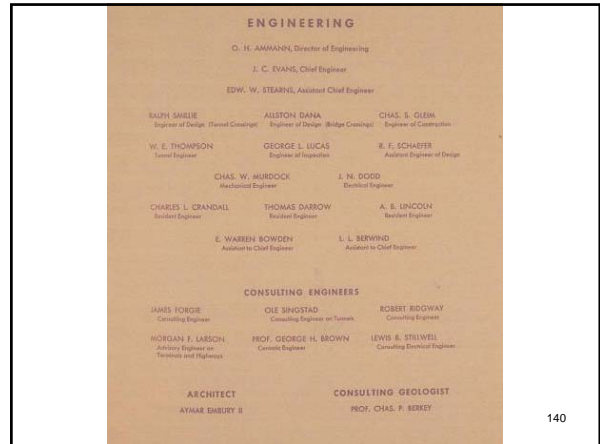 ENGINEERING
O. H. AMMANN, Director of Engineering
J. C. EVANS, Chief Engineer
EDW. W. STEARNS, Assistant Chief Engineer
RALPH SMILLIE ALLSTON DANA CHAS. S. GLEIM
Engineer of Design (Tunnel Crossings) Engineer of Design (Bridge Crossings) Engineer of Construction
W. E. THOMPSON GEORGE L. LUCAS R. F. SCHAEFER
Tunnel Engineer Engineer of Inspection Assistant Engineer of Design
CHAS. W. MURDOCK J. N. DODD
Mechanical Engineer Electrical Engineer
CHARLES L. CRANDALL THOMAS DARROW A. B. LINCOLN
Resident Engineer Resident Engineer Resident Engineer
E. WARREN BOWDEN L. L. BERWIND
Assistant to Chief Engineer Assistant to Chief Engineer
CONSULTING ENGINEERS
JAMES FORGIE OLE SINGSTAD ROBERT RIDGWAY
Consulting Engineer Consulting Engineer on Tunnels Consulting Engineer
MORGAN F. LARSON PROF. GEORGE H. BROWN LEWIS B. STILLWELL
Advisory Engineer on Ceramic Engineer Consulting Electrical Engineer
Terminals and Highways
ARCHITECT CONSULTING GEOLOGIST
AYMAR EMBURY II PROF. CHAS. P. BERKEY
140